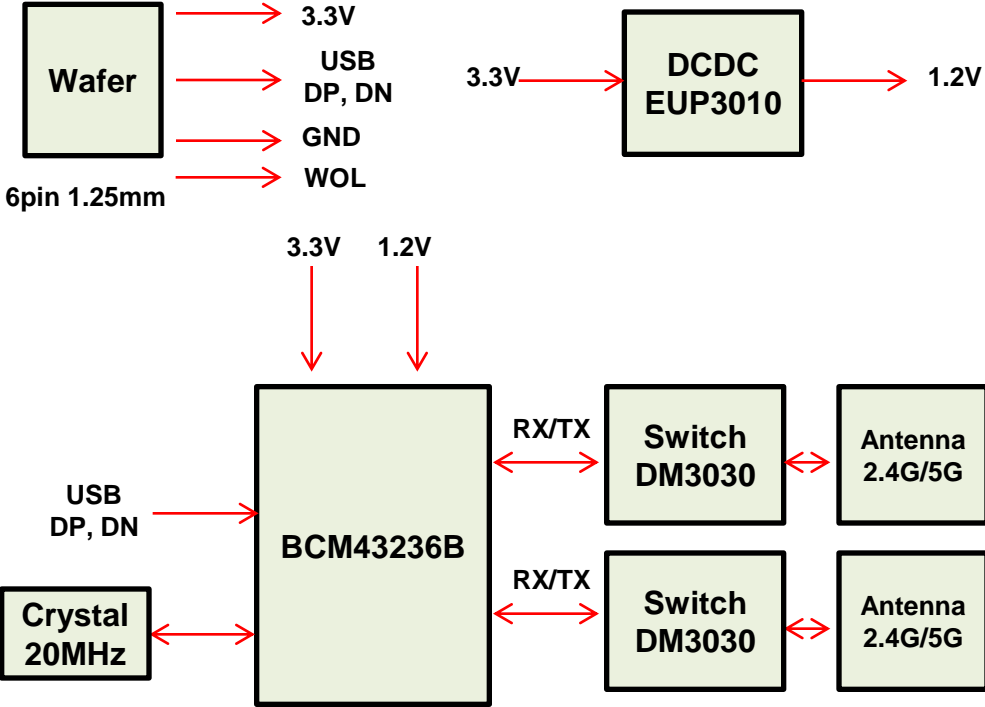 Wafer
3.3V
USB
DP, DN
GND
WOL
6pin 1.25mm
3.3V
DCDC
EUP3010
1.2V
3.3V
1.2V
USB
DP, DN
Crystal
20MHz
BCM43236B
RX/TX
Switch
DM3030
Antenna
2.4G/5G
RX/TX
Switch
DM3030
Antenna
2.4G/5G